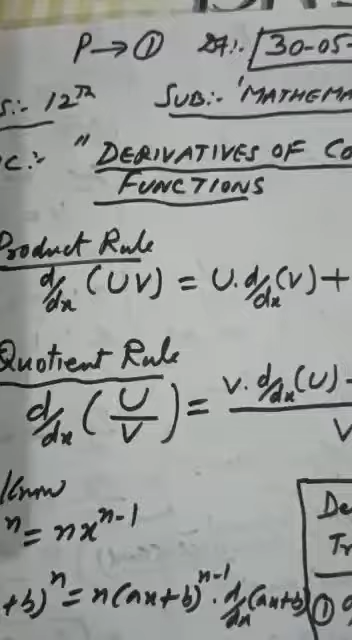 P → ① DT:- 30-05-
S:- 12TH SUB:- 'MATHEMA
C:- " DERIVATIVES OF CO
FUNCTIONS
Product Rule
d/dx (UV) = U. d/dx (V) +
Quotient Rule
d/dx (U/V) = V. d/dx (U) - / V
Know
n = nx^(n-1)
De
Tr
+b)^n = n(ax+b)^(n-1) . d/dx (ax+b)
①